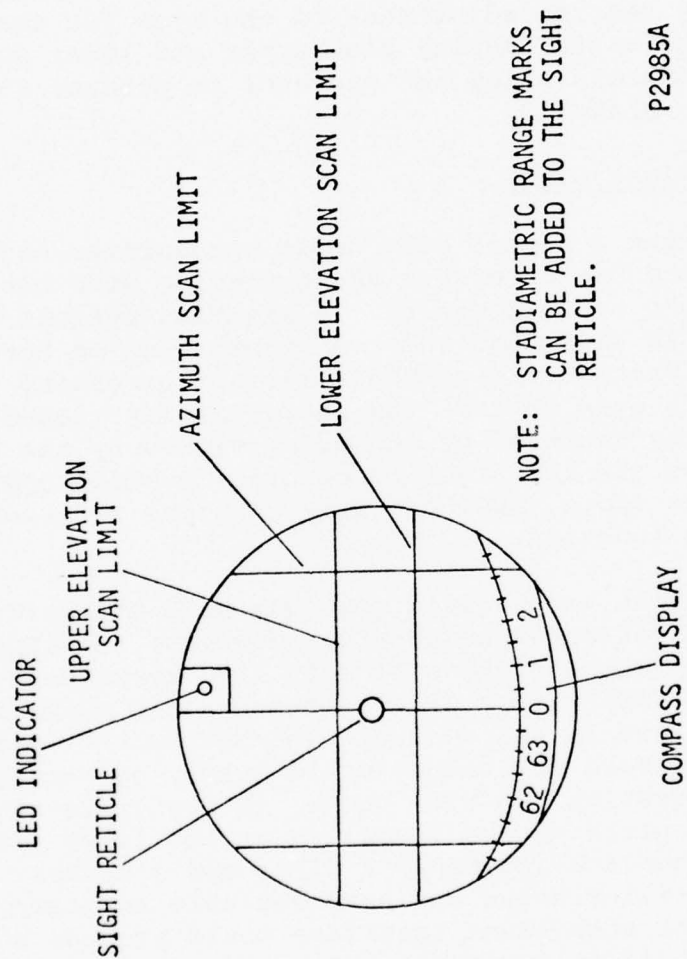 LED INDICATOR
UPPER ELEVATION
SCAN LIMIT
SIGHT RETICLE
AZIMUTH SCAN LIMIT
LOWER ELEVATION SCAN LIMIT
62 63 0 1 2
COMPASS DISPLAY
NOTE: STADIAMETRIC RANGE MARKS
CAN BE ADDED TO THE SIGHT
RETICLE.
P2985A